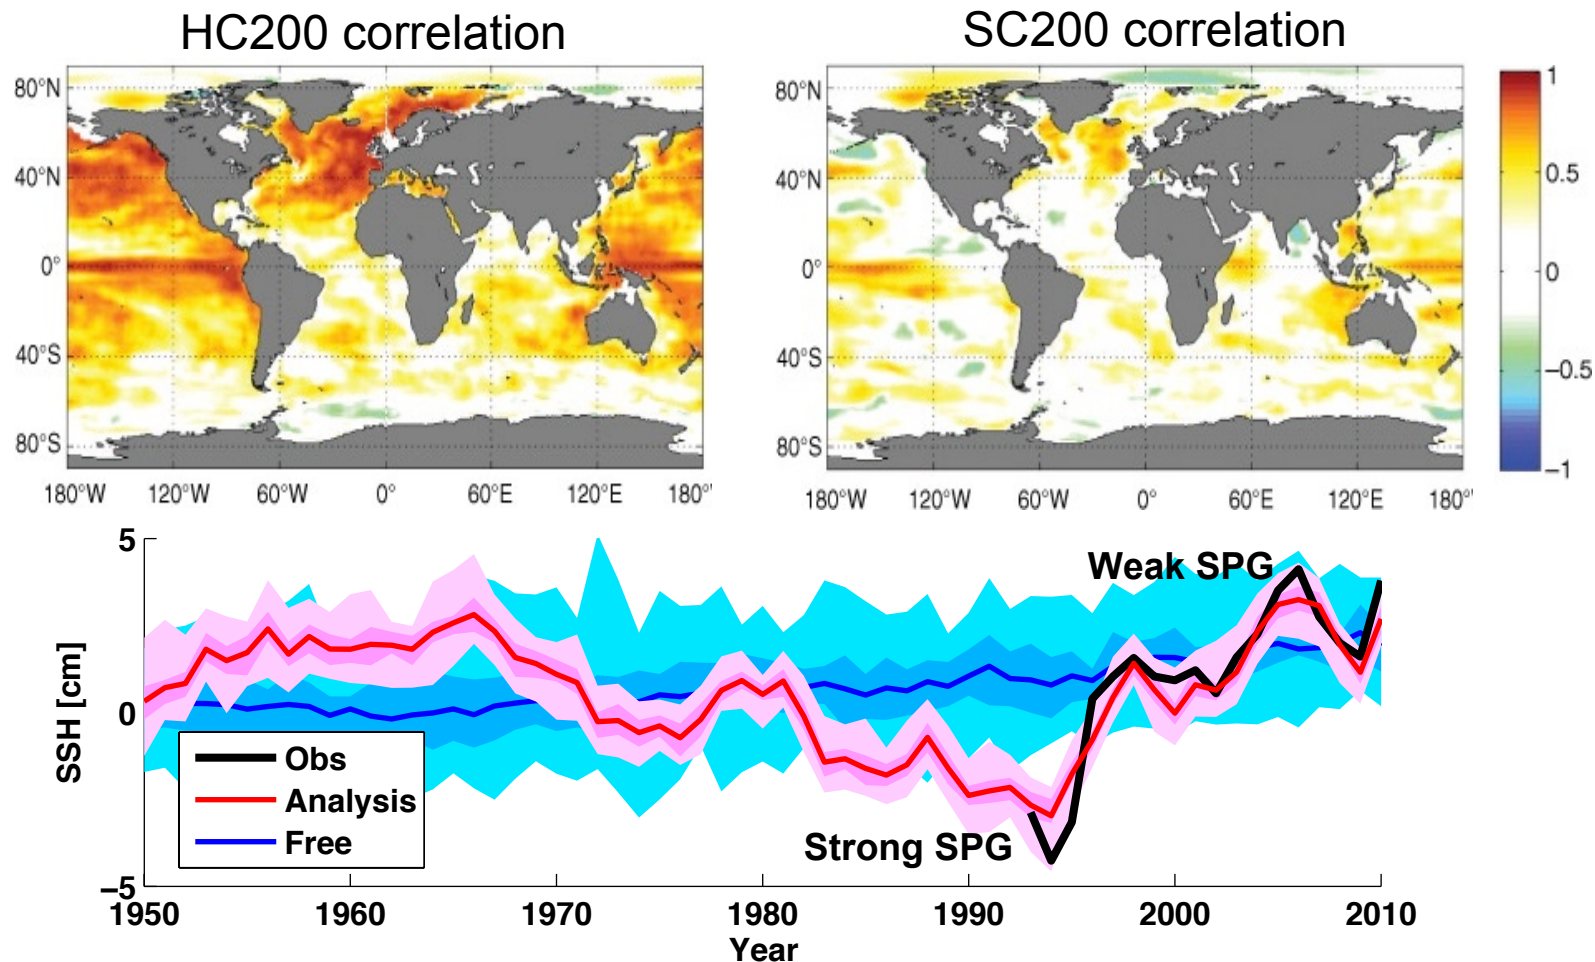 HC200 correlation
SC200 correlation
80°N
40°N
0°
40°S
80°S
180°W 120°W 60°W 0° 60°E 120°E 180°
80°N
40°N
0°
40°S
80°S
180°W 120°W 60°W 0° 60°E 120°E 180°
1
0.5
0
−0.5
−1
5
0
−5
SSH [cm]
Weak SPG
Strong SPG
Obs
Analysis
Free
1950 1960 1970 1980 1990 2000 2010
Year